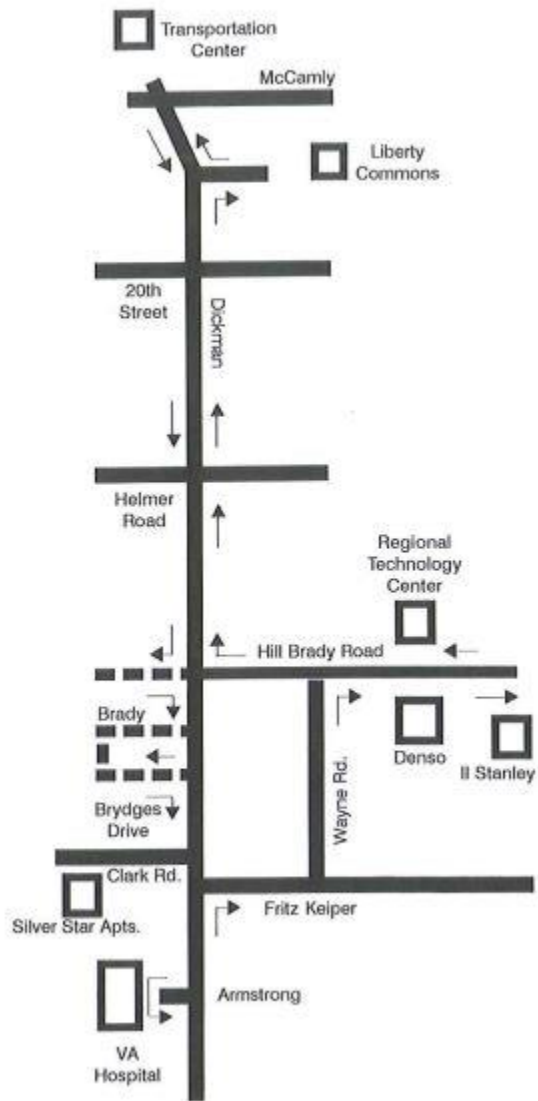 Transportation
Center
McCamly
Liberty
Commons
20th
Street
Dickman
Helmer
Road
Regional
Technology
Center
Hill Brady Road
Brady
Denso
II Stanley
Wayne Rd.
Brydges
Drive
Clark Rd.
Fritz Keiper
Silver Star Apts.
Armstrong
VA
Hospital